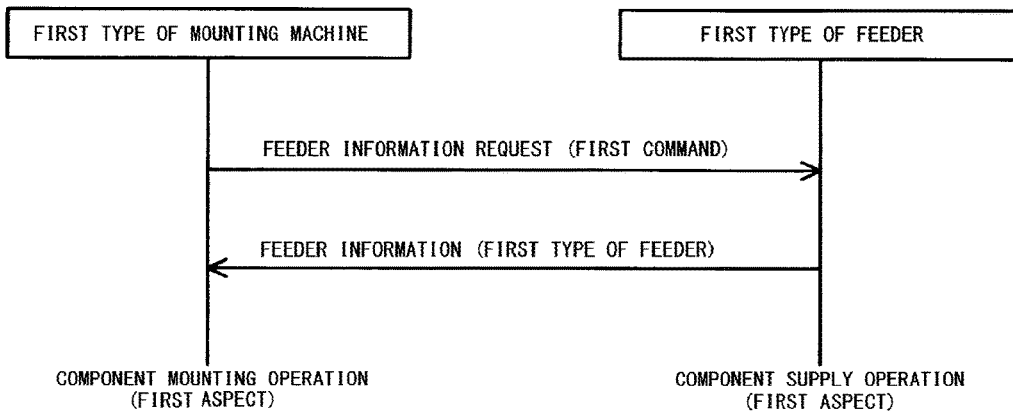 FIRST TYPE OF MOUNTING MACHINE
FIRST TYPE OF FEEDER
FEEDER INFORMATION REQUEST (FIRST COMMAND)
FEEDER INFORMATION (FIRST TYPE OF FEEDER)
COMPONENT MOUNTING OPERATION
(FIRST ASPECT)
COMPONENT SUPPLY OPERATION
(FIRST ASPECT)